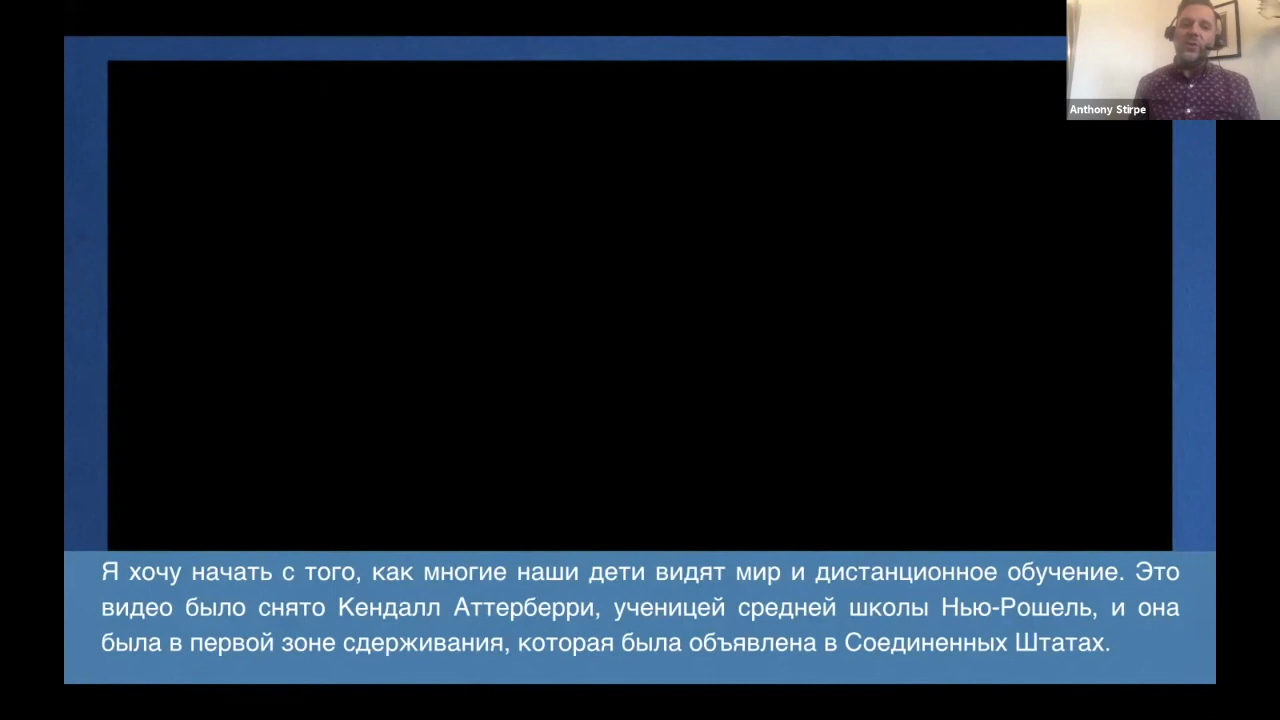 Anthony Stirpe
Я хочу начать с того, как многие наши дети видят мир и дистанционное обучение. Это
видео было снято Кендалл Аттерберри, ученицей средней школы Нью-Рошель, и она
была в первой зоне сдерживания, которая была объявлена в Соединенных Штатах.